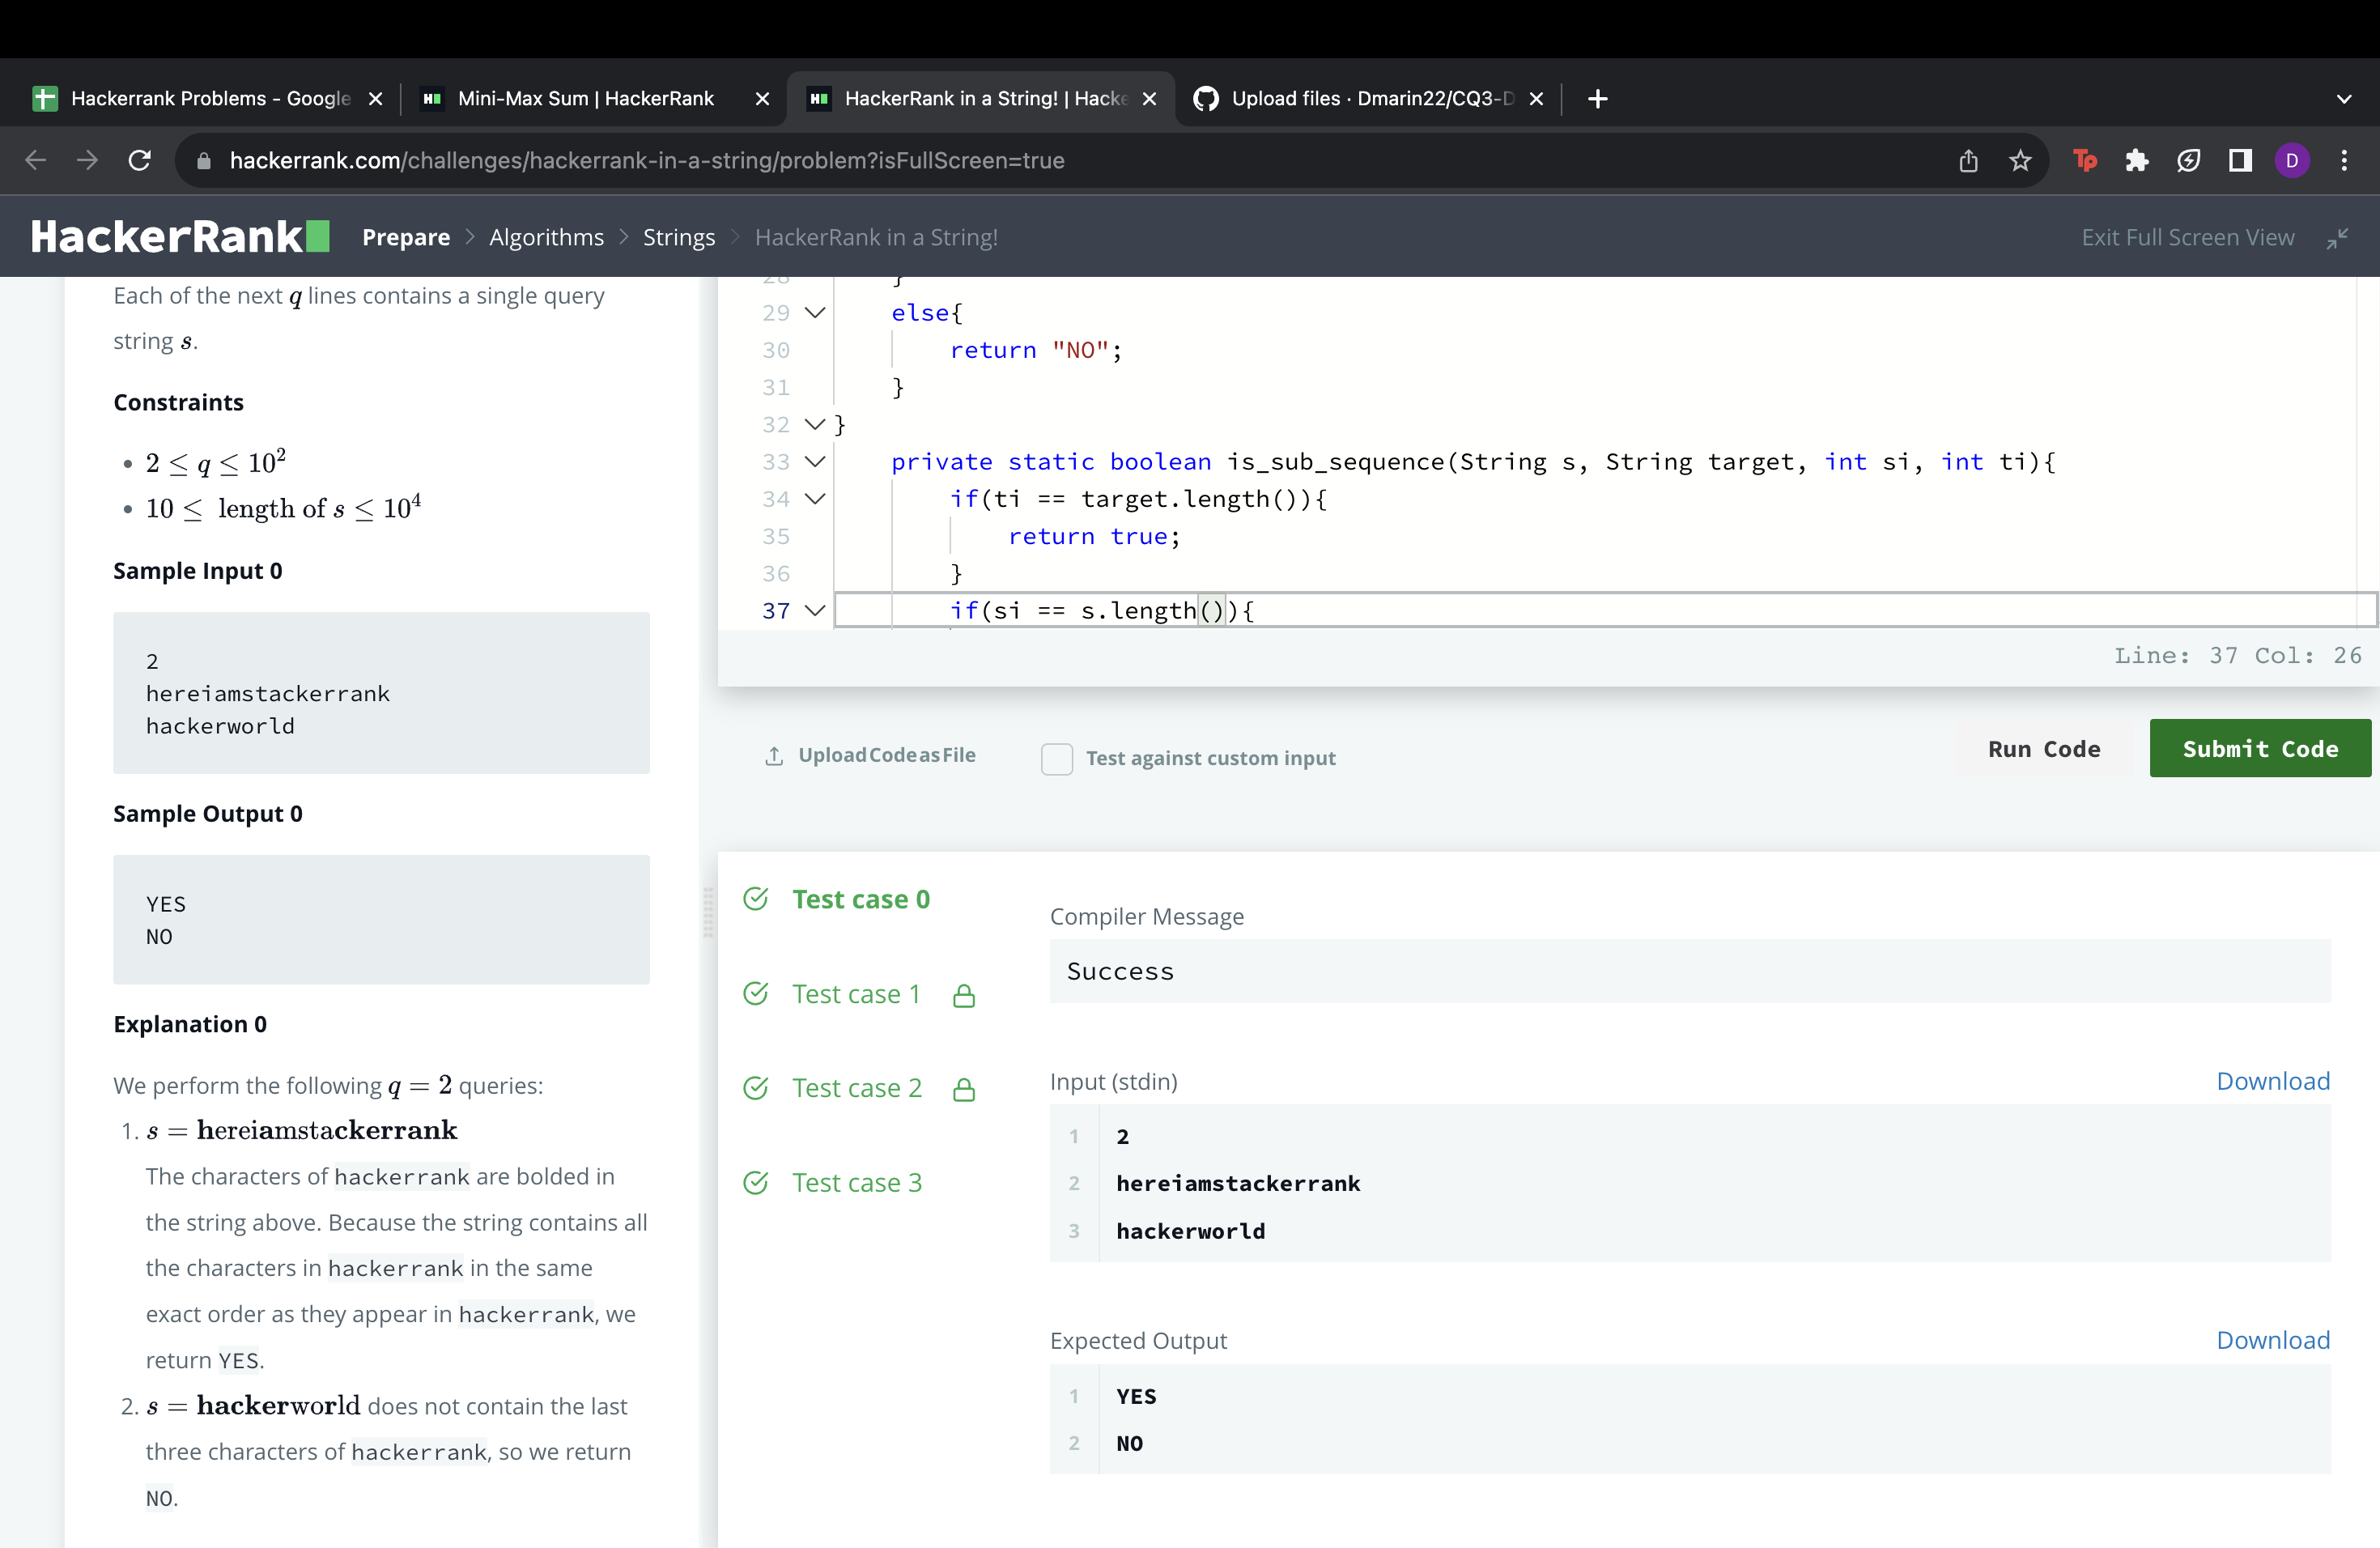 Hackerrank Problems - Google
Mini-Max Sum | HackerRank
HackerRank in a String! | Hacke
Upload files · Dmarin22/CQ3-D
hackerrank.com/challenges/hackerrank-in-a-string/problem?isFullScreen=true
Tp
D
HackerRank
Prepare > Algorithms > Strings > HackerRank in a String!
Exit Full Screen View
Each of the next q lines contains a single query
string s.
Constraints
• 2 ≤ q ≤ 10²
• 10 ≤ length of s ≤ 10⁴
Sample Input 0
2
hereiamstackerrank
hackerworld
Sample Output 0
YES
NO
Explanation 0
We perform the following q = 2 queries:
1. s = hereiamstackerrank
The characters of hackerrank are bolded in
the string above. Because the string contains all
the characters in hackerrank in the same
exact order as they appear in hackerrank, we
return YES.
2. s = hackerworld does not contain the last
three characters of hackerrank, so we return
NO.
28 }
29 else{
30 return "NO";
31 }
32 }
33 private static boolean is_sub_sequence(String s, String target, int si, int ti){
34 if(ti == target.length()){
35 return true;
36 }
37 if(si == s.length()){
Line: 37 Col: 26
Upload Code as File
Test against custom input
Run Code
Submit Code
Test case 0
Test case 1
Test case 2
Test case 3
Compiler Message
Success
Input (stdin)
Download
1 2
2 hereiamstackerrank
3 hackerworld
Expected Output
Download
1 YES
2 NO